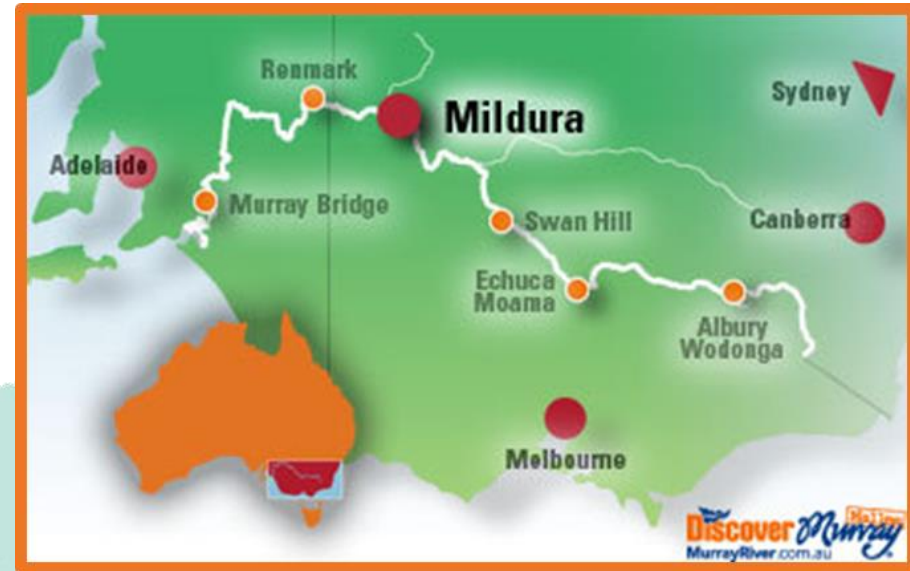 Renmark
Mildura
Sydney
Adelaide
Murray Bridge
Swan Hill
Canberra
Echuca
Moama
Albury
Wodonga
Melbourne
Discover Murray
MurrayRiver.com.au